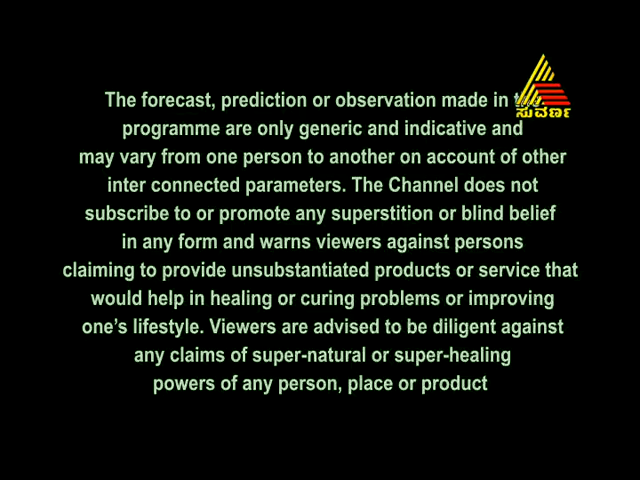 The forecast, prediction or observation made in the
programme are only generic and indicative and
may vary from one person to another on account of other
inter connected parameters. The Channel does not
subscribe to or promote any superstition or blind belief
in any form and warns viewers against persons
claiming to provide unsubstantiated products or service that
would help in healing or curing problems or improving
one’s lifestyle. Viewers are advised to be diligent against
any claims of super-natural or super-healing
powers of any person, place or product
ಸುವರ್ಣ